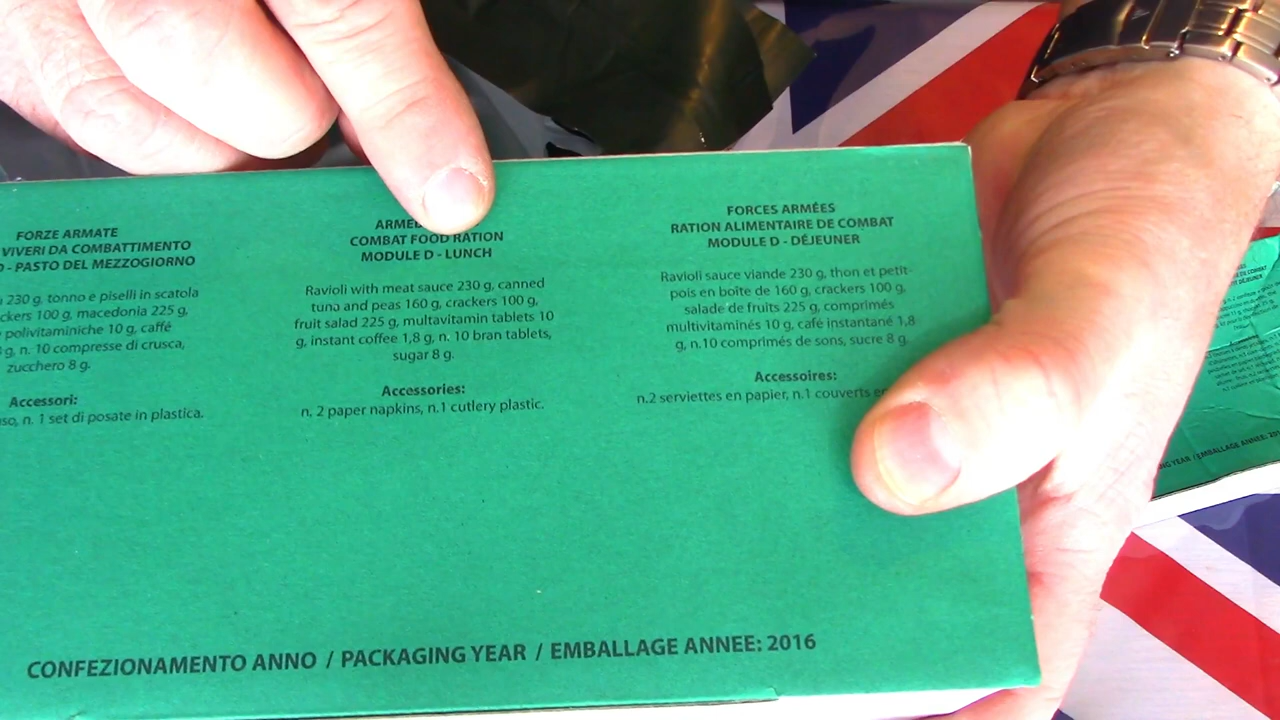 FORZE ARMATE
VIVERI DA COMBATTIMENTO
- PASTO DEL MEZZOGIORNO
230 g, tonno e piselli in scatola
100 g, macedonia 225 g,
polivitaminiche 10 g, caffé
g, n. 10 compresse di crusca,
zucchero 8 g.
Accessori:
n. 1 set di posate in plastica.
COMBAT FOOD RATION
MODULE D - LUNCH
Ravioli with meat sauce 230 g, canned
tuna and peas 160 g, crackers 100 g,
fruit salad 225 g, multavitamin tablets 10
g, instant coffee 1,8 g, n. 10 bran tablets,
sugar 8 g.
Accessories:
n. 2 paper napkins, n.1 cutlery plastic.
FORCES ARMÉES
RATION ALIMENTAIRE DE COMBAT
MODULE D - DÉJEUNER
Ravioli sauce viande 230 g, thon et petit-
pois en boîte de 160 g, crackers 100 g,
salade de fruits 225 g, comprimés
multivitaminés 10 g, café instantané 1,8
g, n.10 comprimés de sons, sucre 8 g.
Accessoires:
n.2 serviettes en papier, n.1 couverts
CONFEZIONAMENTO ANNO / PACKAGING YEAR / EMBALLAGE ANNEE: 2016
YEAR / EMBALLAGE ANNEE: